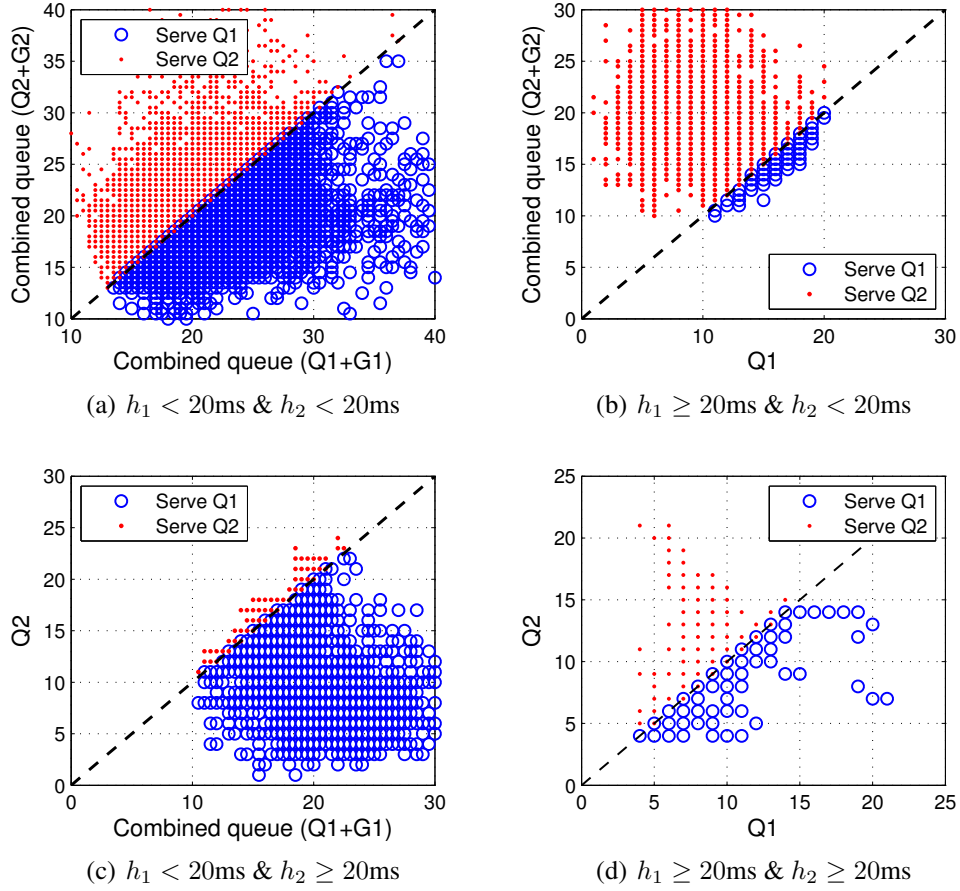 Combined queue (Q2+G2)
40
35
30
25
20
15
10
Serve Q1
Serve Q2
10 20 30 40
Combined queue (Q1+G1)
(a) h₁ < 20ms & h₂ < 20ms
Combined queue (Q2+G2)
30
25
20
15
10
5
0
Serve Q1
Serve Q2
0 10 20 30
Q1
(b) h₁ ≥ 20ms & h₂ < 20ms
Q2
30
25
20
15
10
5
0
Serve Q1
Serve Q2
0 10 20 30
Combined queue (Q1+G1)
(c) h₁ < 20ms & h₂ ≥ 20ms
Q2
25
20
15
10
5
0
Serve Q1
Serve Q2
0 5 10 15 20 25
Q1
(d) h₁ ≥ 20ms & h₂ ≥ 20ms